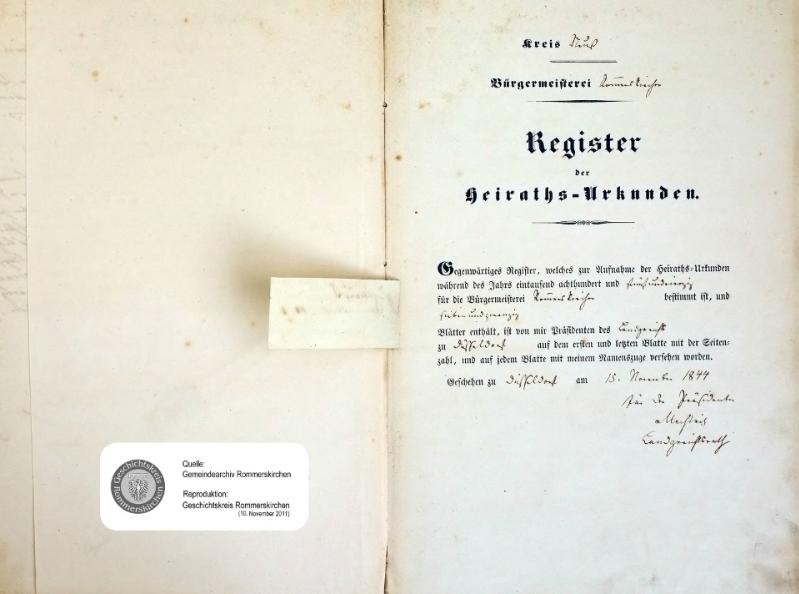 Kreis Neuß
Bürgermeisterei Rommerskirchen
Register
der
Heiraths-Urkunden.
Gegenwärtiges Register, welches zur Aufnahme der Heiraths-Urkunden
während des Jahrs eintausend achthundert und fünfundvierzig
für die Bürgermeisterei Rommerskirchen bestimmt ist, und
siebenundzwanzig
Blätter enthält, ist von mir Präsidenten des Landgerichts
zu Düsseldorf auf dem ersten und letzten Blatte mit der Seiten-
zahl, und auf jedem Blatte mit meinem Namenszuge versehen worden.
Geschehen zu Düsseldorf am 15. November 1844
Für den Präsidenten
Landgerichtsrath
Geschichtskreis
Rommerskirchen
Quelle:
Gemeindearchiv Rommerskirchen
Reproduktion:
Geschichtskreis Rommerskirchen
(10. November 2011)